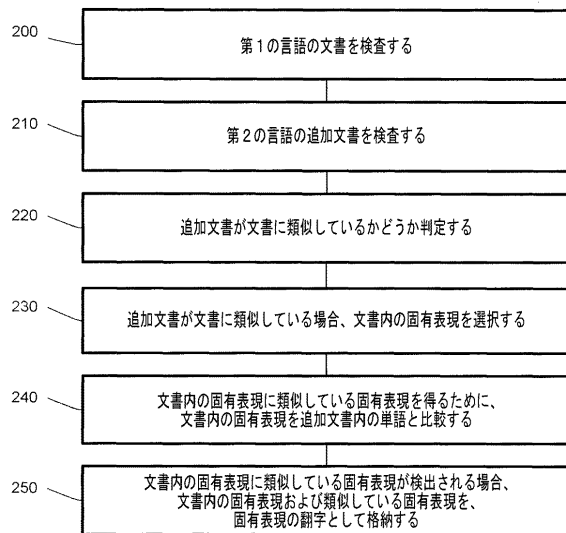 200
第1の言語の文書を検査する
210
第2の言語の追加文書を検査する
220
追加文書が文書に類似しているかどうか判定する
230
追加文書が文書に類似している場合、文書内の固有表現を選択する
240
文書内の固有表現に類似している固有表現を得るために、
文書内の固有表現を追加文書内の単語と比較する
250
文書内の固有表現に類似している固有表現が検出される場合、
文書内の固有表現および類似している固有表現を、
固有表現の翻字として格納する